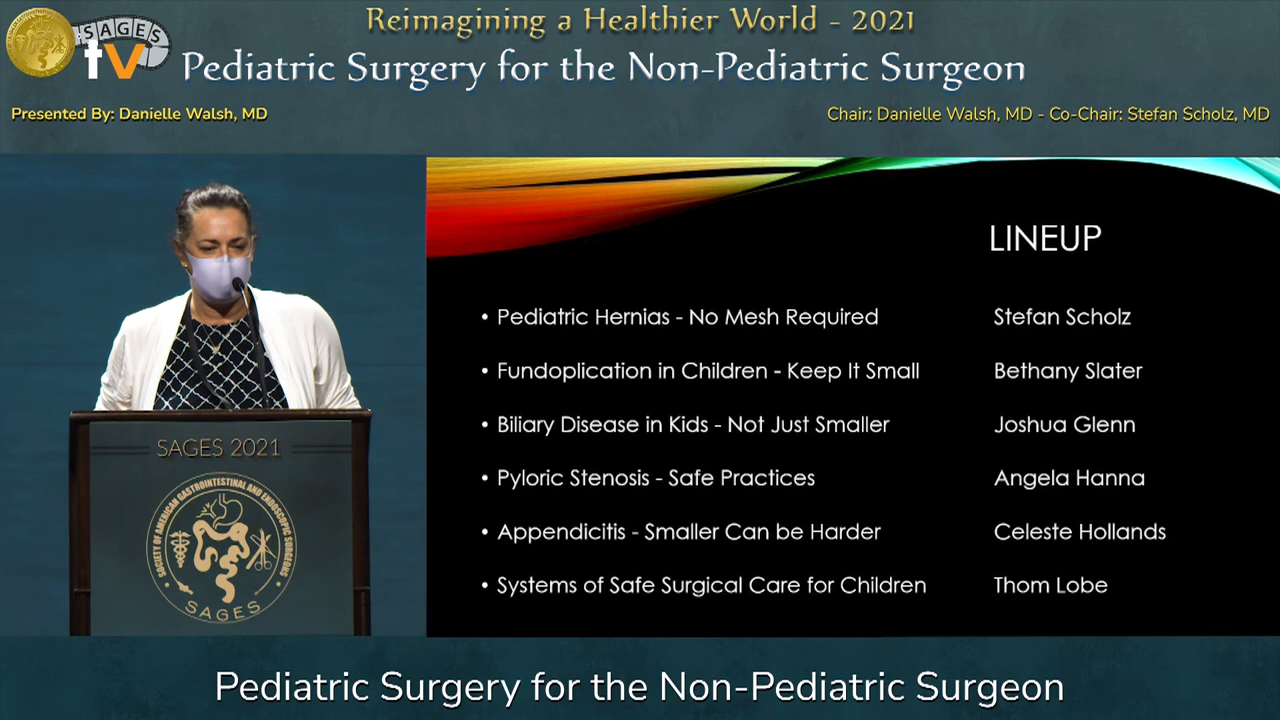 Reimagining a Healthier World - 2021
SAGES
tv
Pediatric Surgery for the Non-Pediatric Surgeon
Presented By: Danielle Walsh, MD
Chair: Danielle Walsh, MD - Co-Chair: Stefan Scholz, MD
LINEUP
• Pediatric Hernias - No Mesh Required Stefan Scholz
• Fundoplication in Children - Keep It Small Bethany Slater
• Biliary Disease in Kids - Not Just Smaller Joshua Glenn
• Pyloric Stenosis - Safe Practices Angela Hanna
• Appendicitis - Smaller Can be Harder Celeste Hollands
• Systems of Safe Surgical Care for Children Thom Lobe
SAGES 2021
SOCIETY OF AMERICAN GASTROINTESTINAL AND ENDOSCOPIC SURGEONS
SAGES
Pediatric Surgery for the Non-Pediatric Surgeon